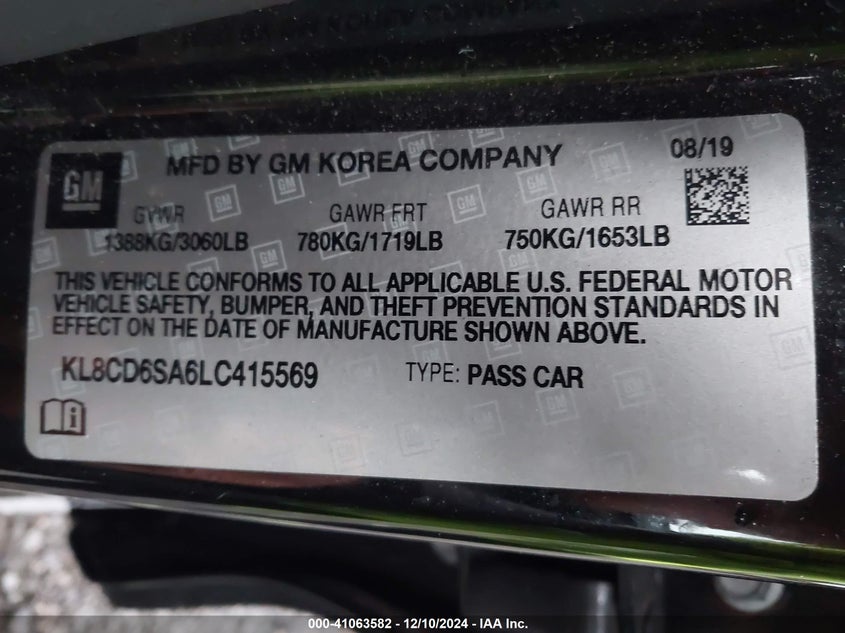 GM
MFD BY GM KOREA COMPANY
08/19
GVWR
1388KG/3060LB
GAWR FRT
780KG/1719LB
GAWR RR
750KG/1653LB
THIS VEHICLE CONFORMS TO ALL APPLICABLE U.S. FEDERAL MOTOR
VEHICLE SAFETY, BUMPER, AND THEFT PREVENTION STANDARDS IN
EFFECT ON THE DATE OF MANUFACTURE SHOWN ABOVE.
KL8CD6SA6LC415569
TYPE: PASS CAR
000-41063582 - 12/10/2024 - IAA Inc.